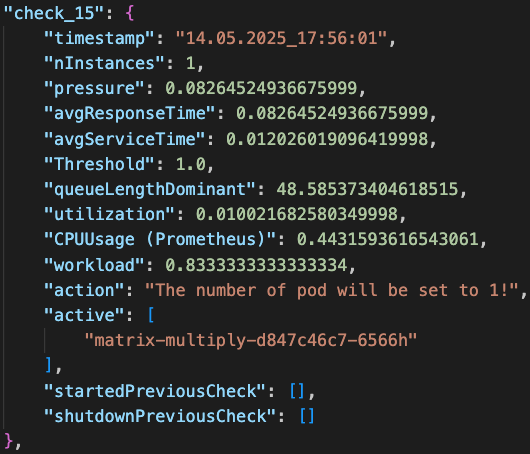 "check_15": {
"timestamp": "14.05.2025_17:56:01",
"nInstances": 1,
"pressure": 0.08264524936675999,
"avgResponseTime": 0.08264524936675999,
"avgServiceTime": 0.012026019096419998,
"Threshold": 1.0,
"queueLengthDominant": 48.585373404618515,
"utilization": 0.010021682580349998,
"CPUUsage (Prometheus)": 0.4431593616543061,
"workload": 0.8333333333333334,
"action": "The number of pod will be set to 1!",
"active": [
"matrix-multiply-d847c46c7-6566h"
],
"startedPreviousCheck": [],
"shutdownPreviousCheck": []
},